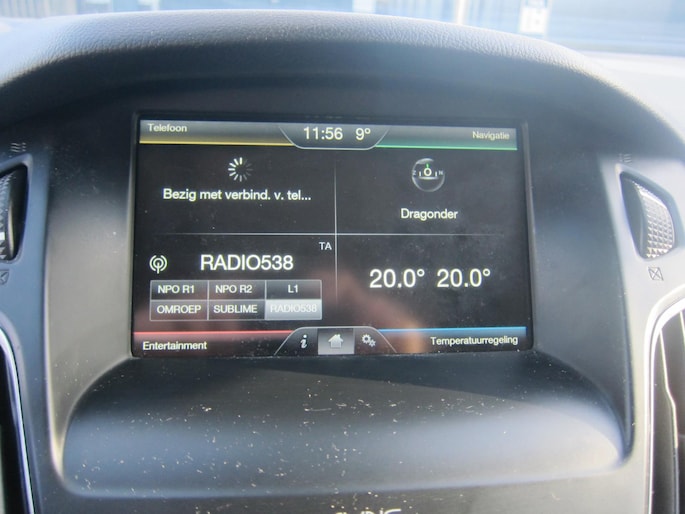 Telefoon
11:56 9°
Navigatie
Bezig met verbind. v. tel...
Dragonder
TA
RADIO538
NPO R1 NPO R2 L1
OMROEP SUBLIME RADIO538
20.0° 20.0°
Entertainment
i
Temperatuurregeling